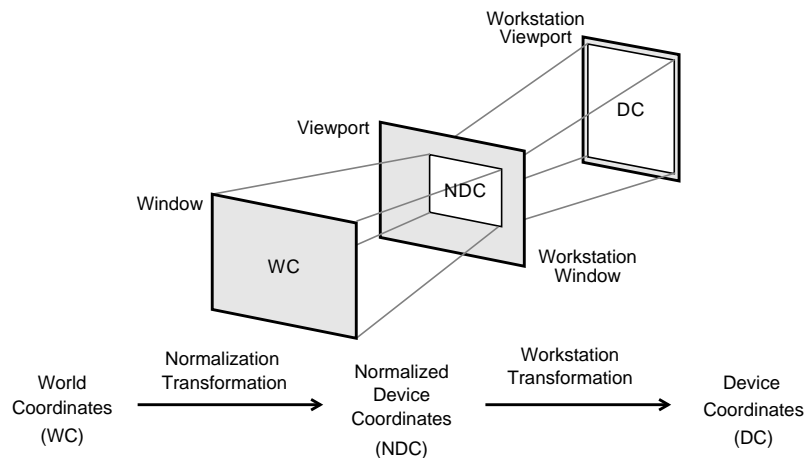 Workstation
Viewport
DC
Viewport
NDC
Window
WC
Workstation
Window
Normalization
Transformation
Workstation
Transformation
World
Coordinates
(WC)
Normalized
Device
Coordinates
(NDC)
Device
Coordinates
(DC)